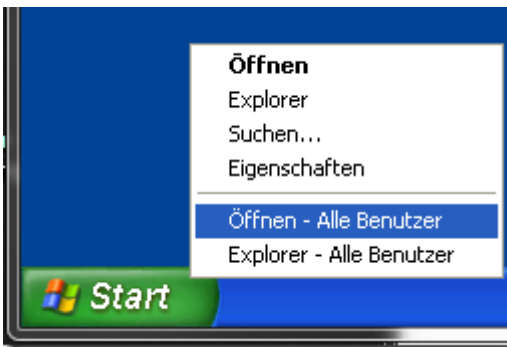 Öffnen
Explorer
Suchen...
Eigenschaften
Öffnen - Alle Benutzer
Explorer - Alle Benutzer
Start